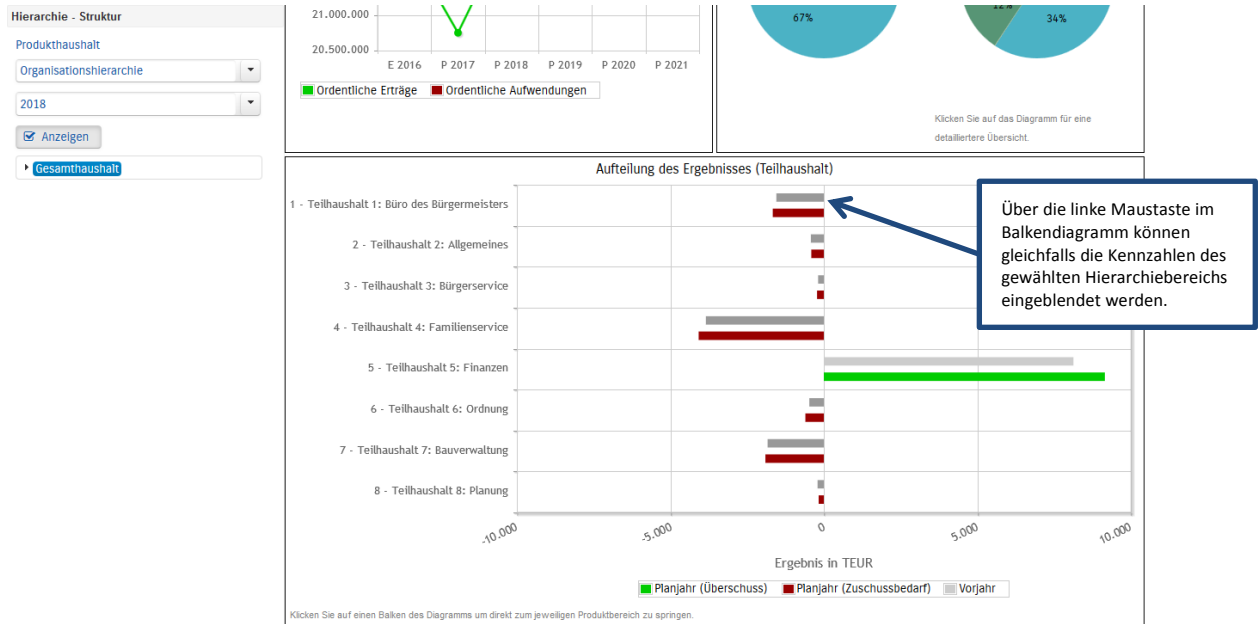 Hierarchie - Struktur
Produkthaushalt
Organisationshierarchie
2018
Anzeigen
Gesamthaushalt
21.000.000
20.500.000
E 2016 P 2017 P 2018 P 2019 P 2020 P 2021
Ordentliche Erträge Ordentliche Aufwendungen
67%
12%
34%
Klicken Sie auf das Diagramm für eine
detailliertere Übersicht.
Aufteilung des Ergebnisses (Teilhaushalt)
1 - Teilhaushalt 1: Büro des Bürgermeisters
2 - Teilhaushalt 2: Allgemeines
3 - Teilhaushalt 3: Bürgerservice
4 - Teilhaushalt 4: Familienservice
5 - Teilhaushalt 5: Finanzen
6 - Teilhaushalt 6: Ordnung
7 - Teilhaushalt 7: Bauverwaltung
8 - Teilhaushalt 8: Planung
-10.000 -5.000 0 5.000 10.000
Ergebnis in TEUR
Planjahr (Überschuss) Planjahr (Zuschussbedarf) Vorjahr
Klicken Sie auf einen Balken des Diagramms um direkt zum jeweiligen Produktbereich zu springen.
Über die linke Maustaste im
Balkendiagramm können
gleichfalls die Kennzahlen des
gewählten Hierarchiebereichs
eingeblendet werden.